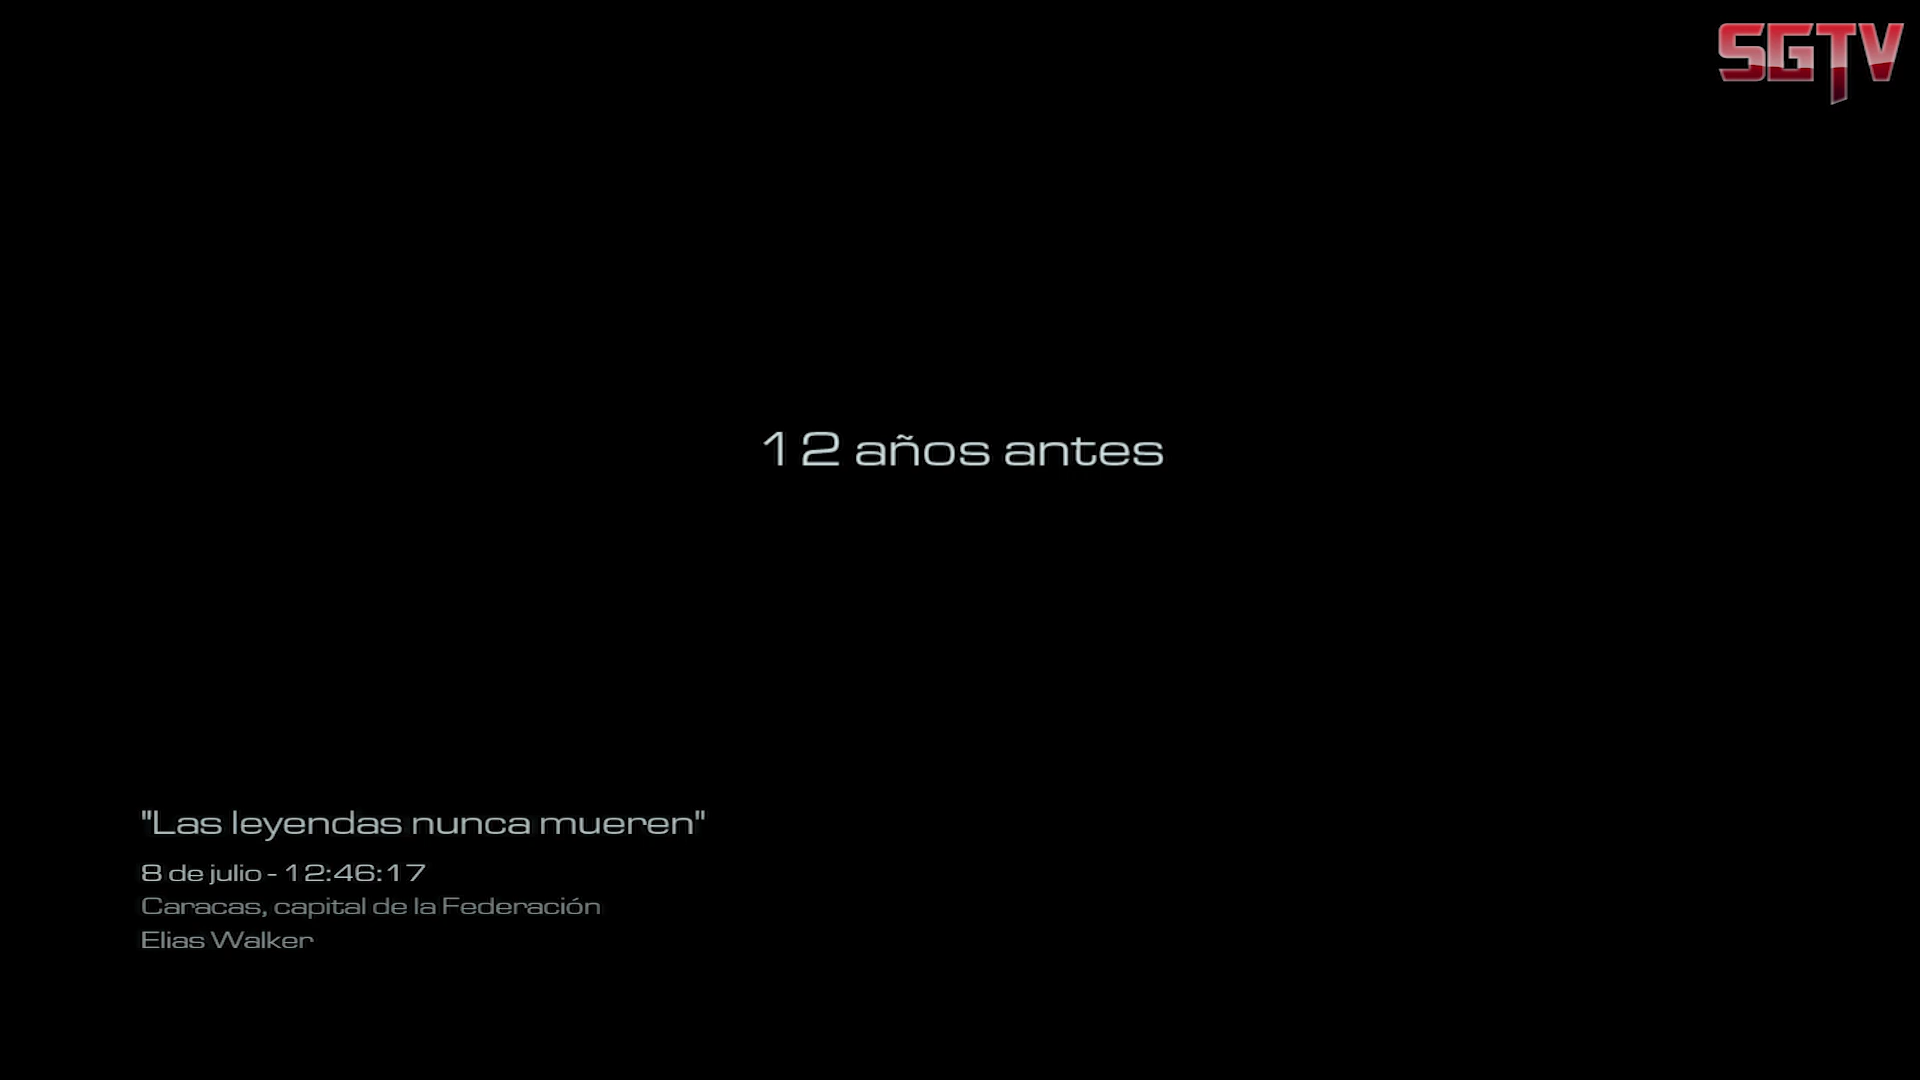 SGTV
12 años antes
"Las leyendas nunca mueren"
8 de julio - 12:46:17
Caracas, capital de la Federación
Elias Walker